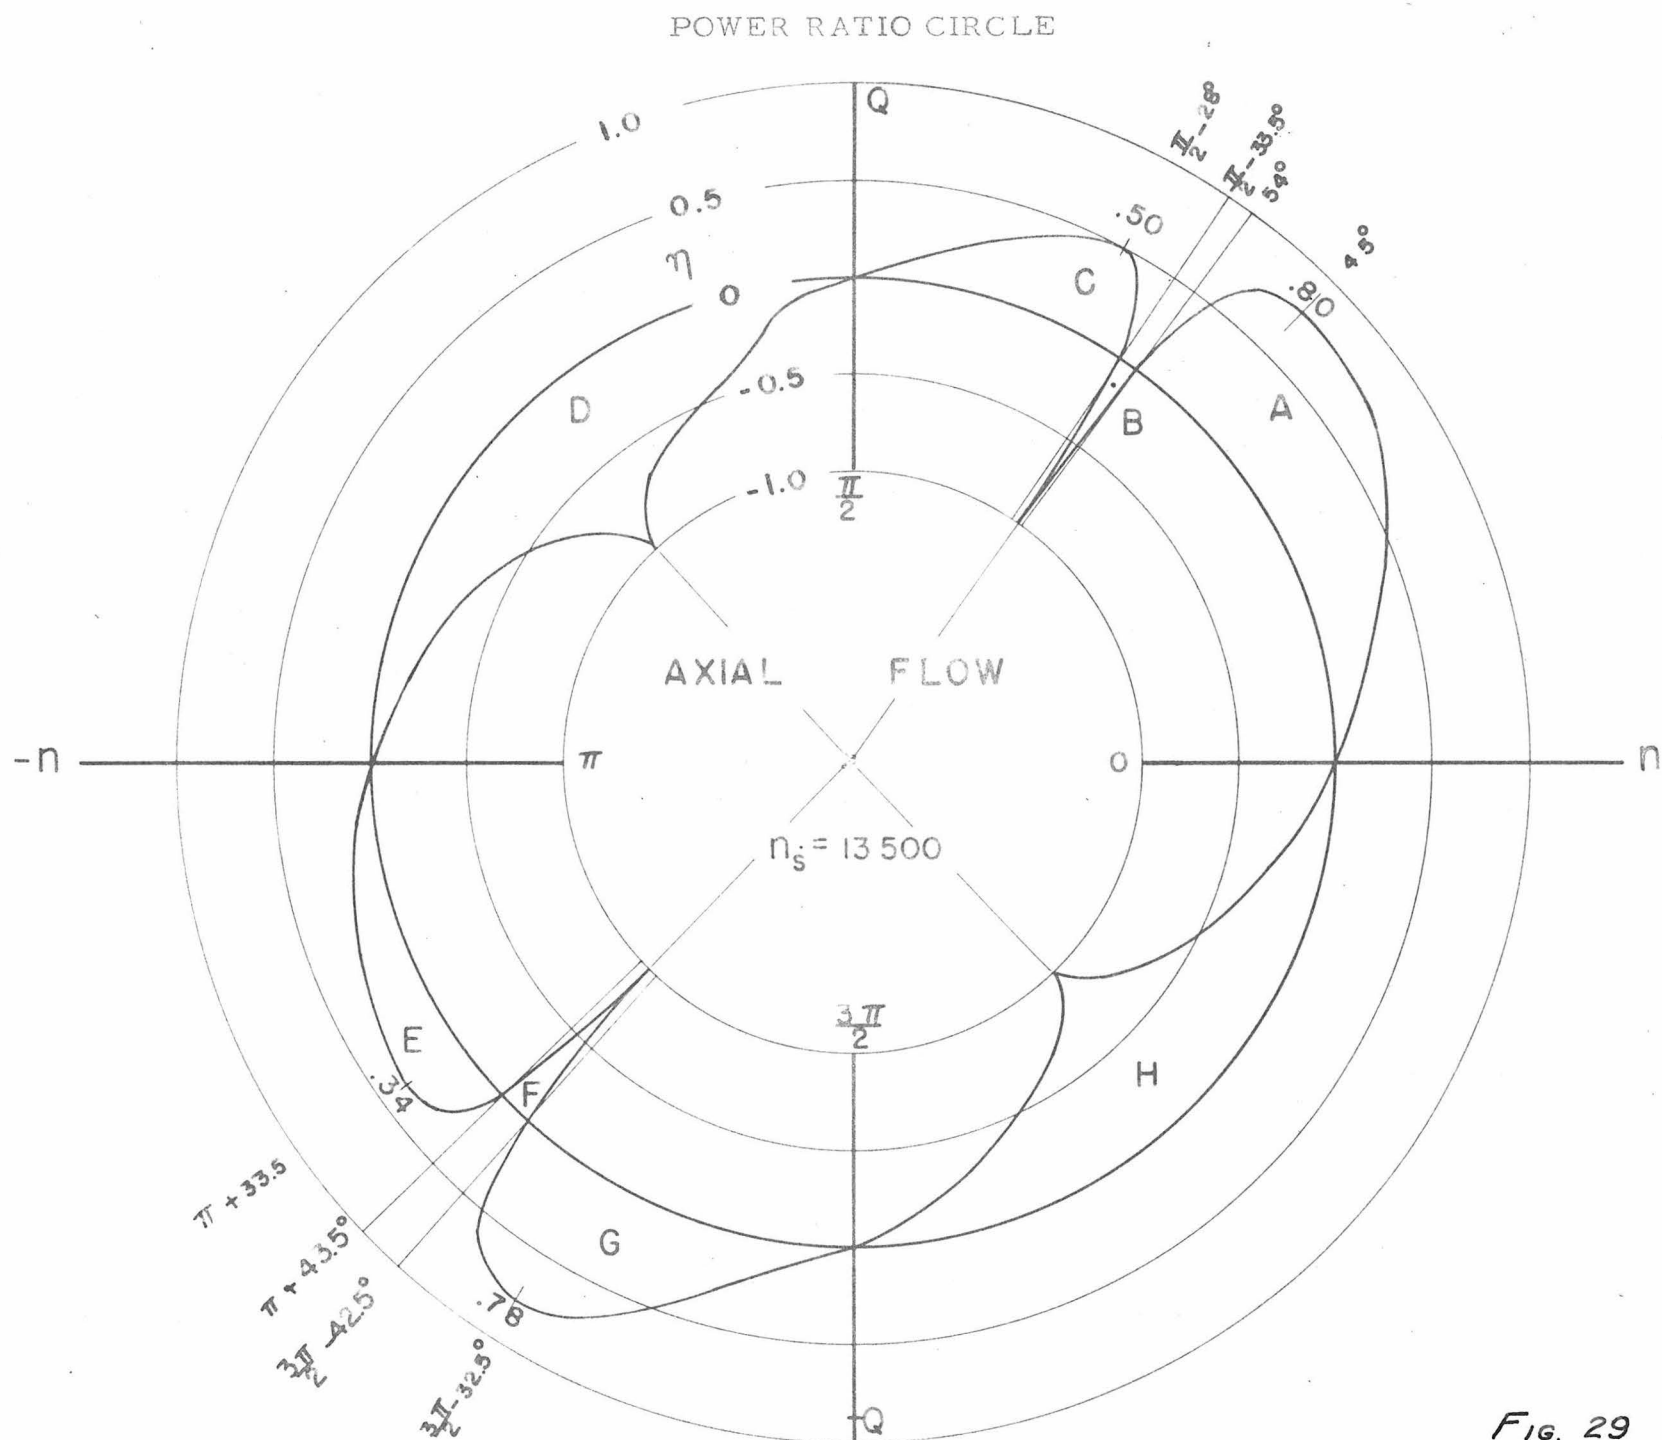 POWER RATIO CIRCLE
1.0
Q
π/2-28°
π/2-33.5°
54°
0.5
.50
45°
η
C
.80
0
-0.5
D
A
B
-1.0
π/2
AXIAL FLOW
-n
π
0
n
nₛ = 13 500
3π/2
E
H
.34
F
π + 33.5
G
π + 43.5°
.78
3π/2 - 42.5°
3π/2 - 32.5°
-Q
FIG. 29